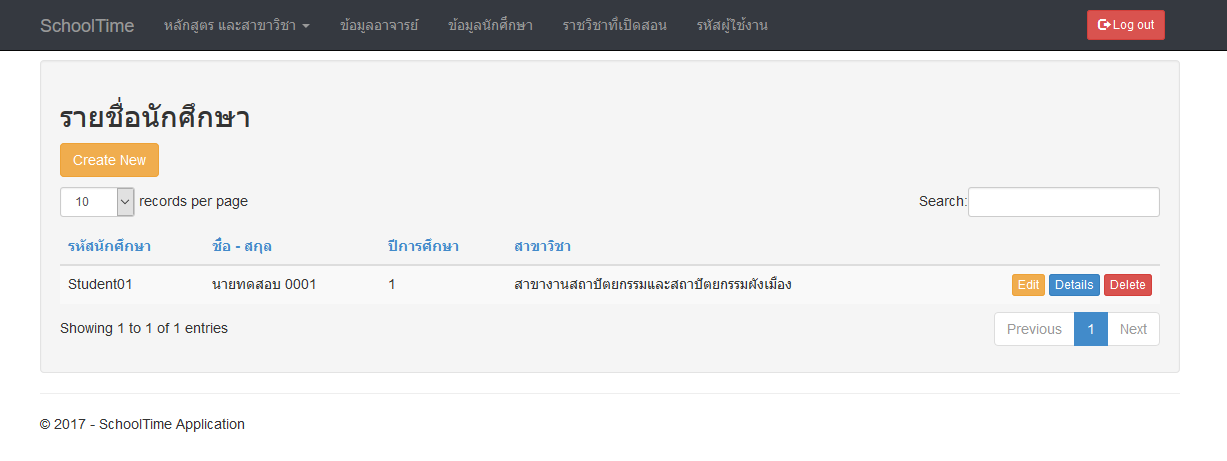 SchoolTime หลักสูตร และสาขาวิชา ข้อมูลอาจารย์ ข้อมูลนักศึกษา ราชวิชาที่เปิดสอน รหัสผู้ใช้งาน Log out
รายชื่อนักศึกษา
Create New
10 records per page Search:
รหัสนักศึกษา ชื่อ - สกุล ปีการศึกษา สาขาวิชา
Student01 นายทดสอบ 0001 1 สาขางานสถาปัตยกรรมและสถาปัตยกรรมผังเมือง Edit Details Delete
Showing 1 to 1 of 1 entries Previous 1 Next
© 2017 - SchoolTime Application